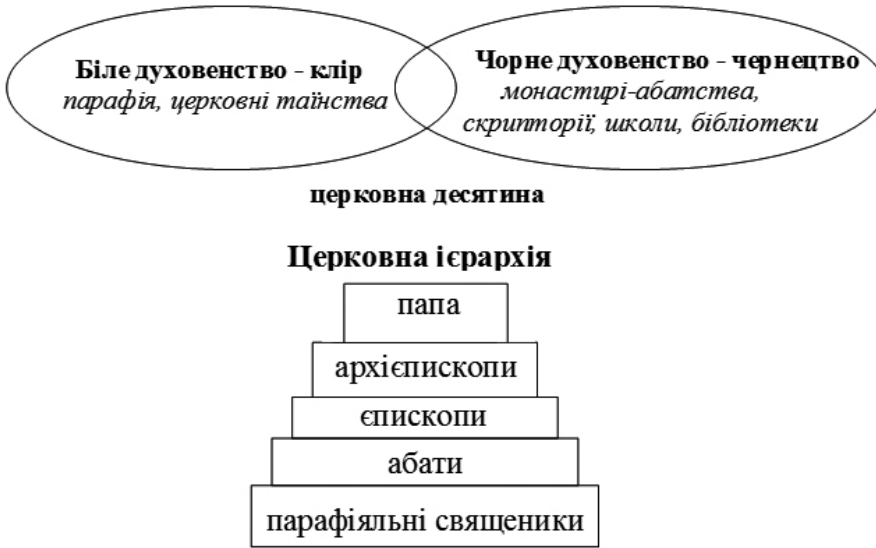 Біле духовенство - клір
парафія, церковні таїнства
Чорне духовенство - чернецтво
монастирі-абатства,
скрипторії, школи, бібліотеки
церковна десятина
Церковна ієрархія
папа
архієпископи
єпископи
абати
парафіяльні священики